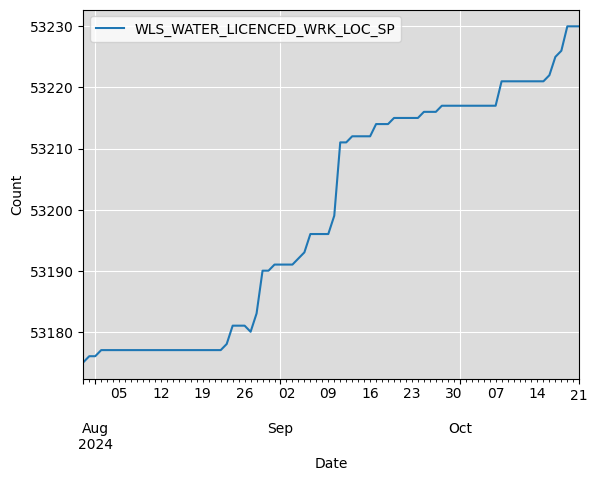 WLS_WATER_LICENCED_WRK_LOC_SP
53230
53220
53210
53200
53190
53180
Count
05 12 19 26 02 09 16 23 30 07 14 21
Aug Sep Oct
2024
Date